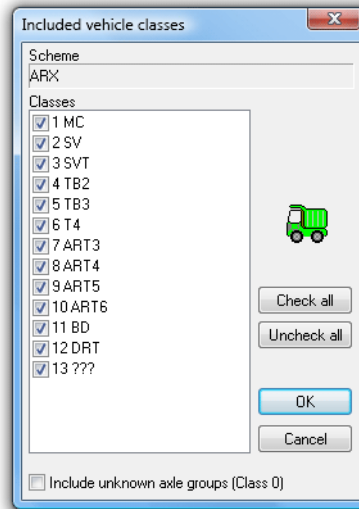 Included vehicle classes
Scheme
ARX
Classes
1 MC
2 SV
3 SVT
4 TB2
5 TB3
6 T4
7 ART3
8 ART4
9 ART5
10 ART6
11 BD
12 DRT
13 ???
Check all
Uncheck all
OK
Cancel
Include unknown axle groups (Class 0)